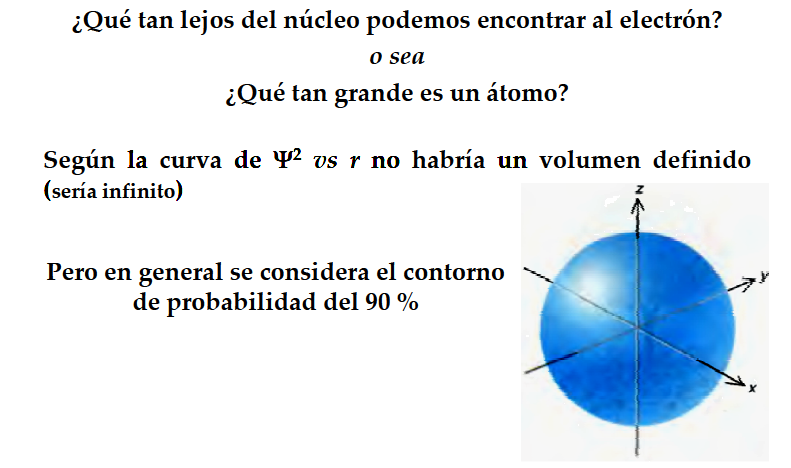 ¿Qué tan lejos del núcleo podemos encontrar al electrón?
o sea
¿Qué tan grande es un átomo?
Según la curva de Ψ² vs r no habría un volumen definido
(sería infinito)
Pero en general se considera el contorno
de probabilidad del 90 %
z
y
x